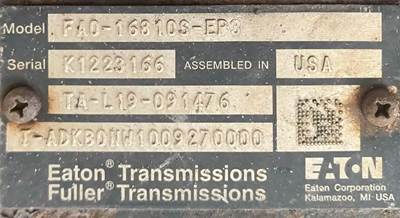 Model FAO-16810S-EP3
Serial K1223166 ASSEMBLED IN USA
TA-L19-091476
T-ADKBONH1009270000
Eaton® Transmissions
Fuller® Transmissions
EATON
Eaton Corporation
Kalamazoo, MI · USA